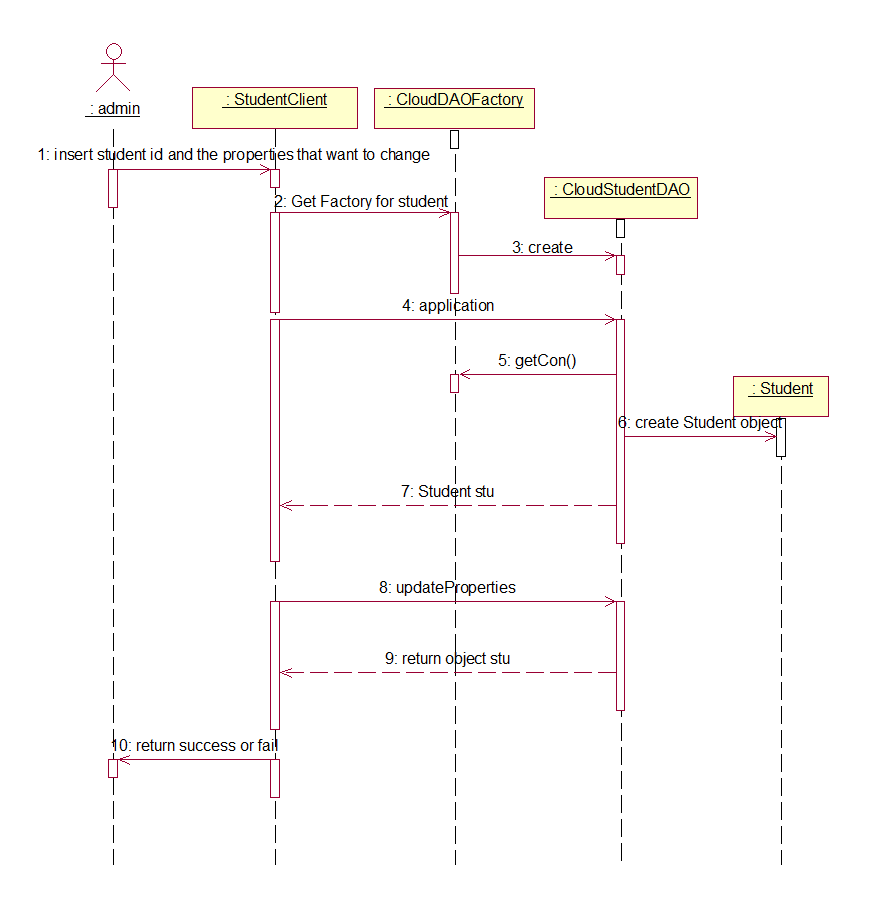 : admin
: StudentClient
: CloudDAOFactory
1: insert student id and the properties that want to change
: CloudStudentDAO
2: Get Factory for student
3: create
4: application
5: getCon()
: Student
6: create Student object
7: Student stu
8: updateProperties
9: return object stu
10: return success or fail